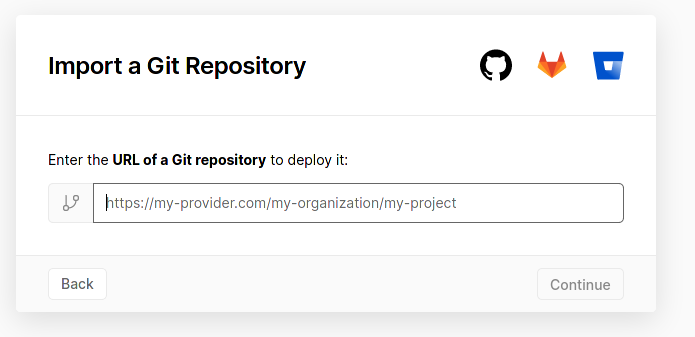 Import a Git Repository
Enter the URL of a Git repository to deploy it:
https://my-provider.com/my-organization/my-project
Back
Continue